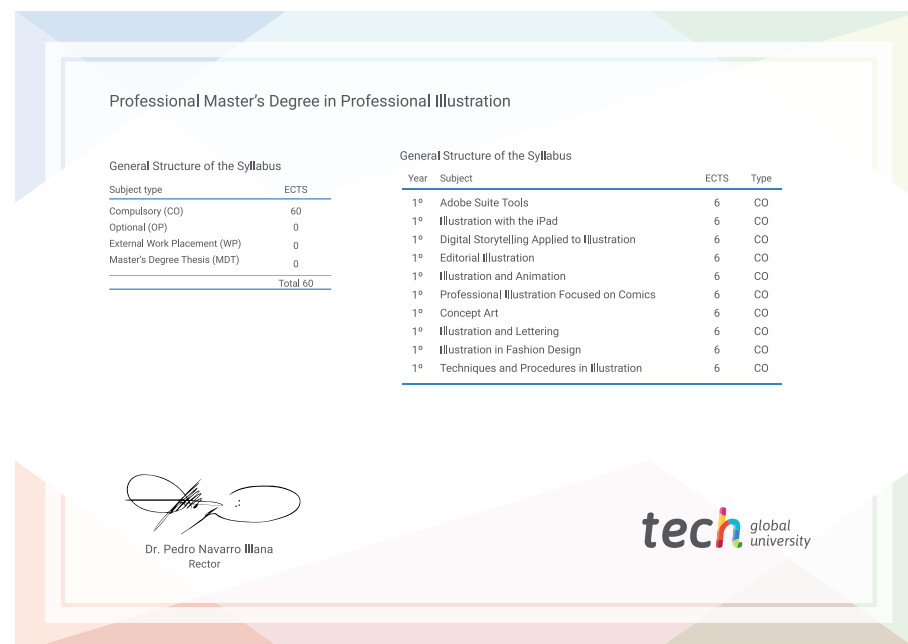 Professional Master's Degree in Professional Illustration
General Structure of the Syllabus
Subject type ECTS
Compulsory (CO) 60
Optional (OP) 0
External Work Placement (WP) 0
Master's Degree Thesis (MDT) 0
Total 60
General Structure of the Syllabus
Year Subject ECTS Type
1º Adobe Suite Tools 6 CO
1º Illustration with the iPad 6 CO
1º Digital Storytelling Applied to Illustration 6 CO
1º Editorial Illustration 6 CO
1º Illustration and Animation 6 CO
1º Professional Illustration Focused on Comics 6 CO
1º Concept Art 6 CO
1º Illustration and Lettering 6 CO
1º Illustration in Fashion Design 6 CO
1º Techniques and Procedures in Illustration 6 CO
Dr. Pedro Navarro Illana
Rector
tech global
university